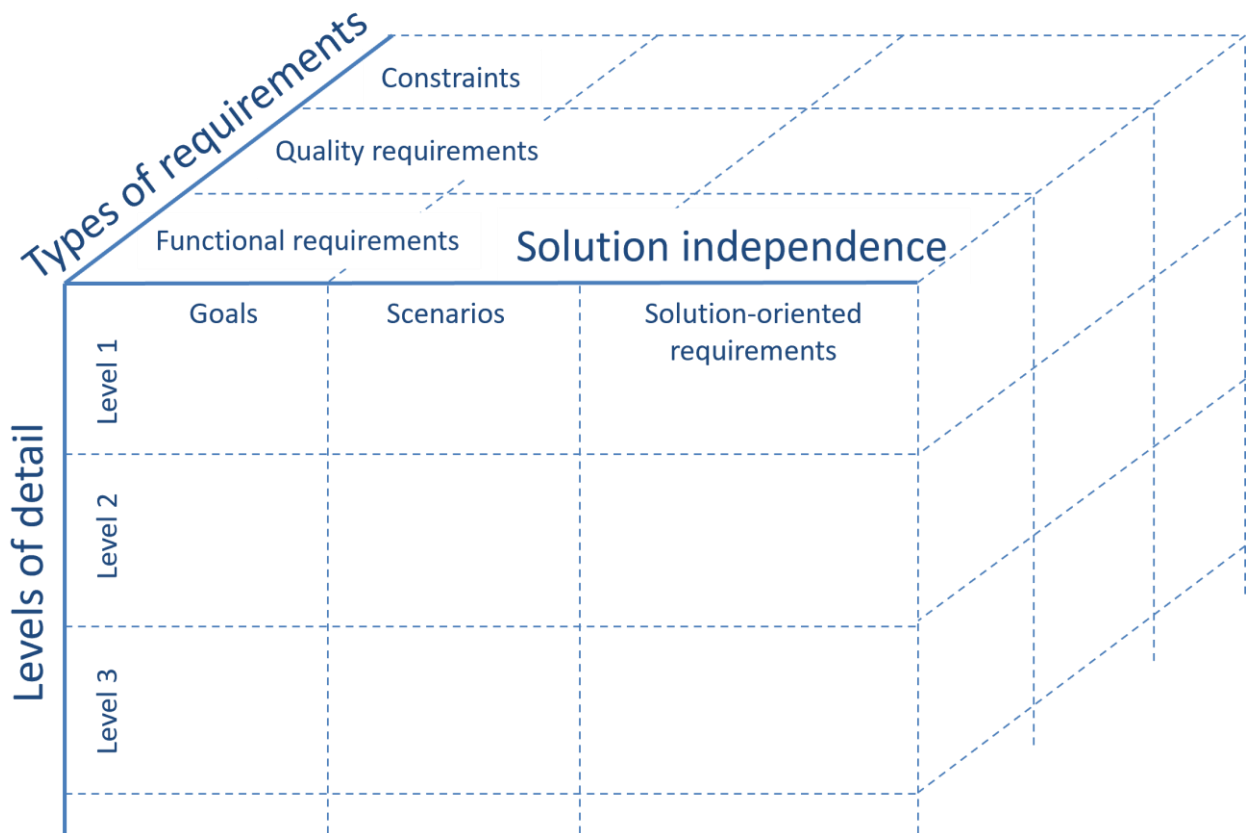 Types of requirements
Constraints
Quality requirements
Functional requirements
Solution independence
Goals
Scenarios
Solution-oriented
requirements
Levels of detail
Level 1
Level 2
Level 3